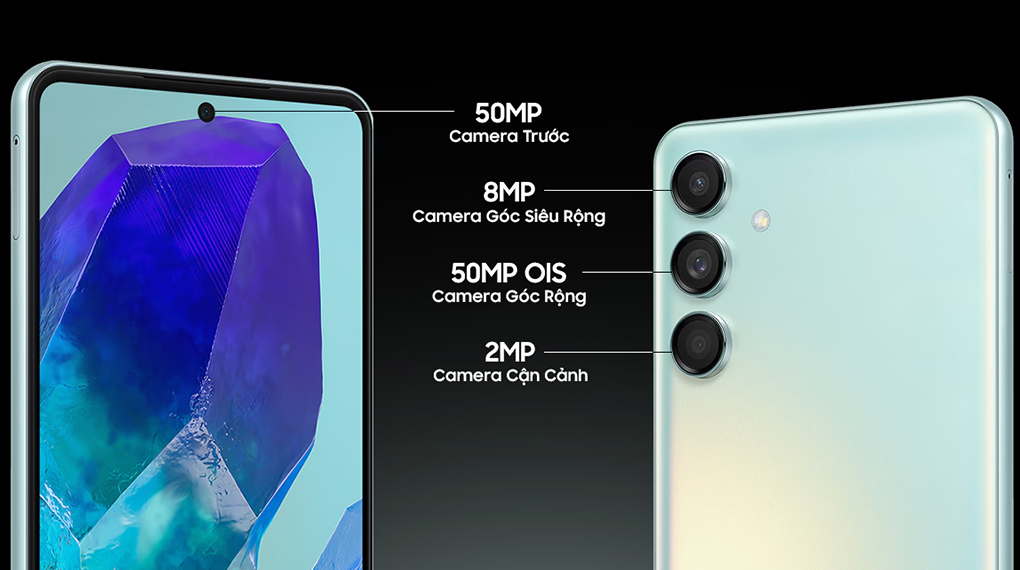 50MP
Camera Trước
8MP
Camera Góc Siêu Rộng
50MP OIS
Camera Góc Rộng
2MP
Camera Cận Cảnh